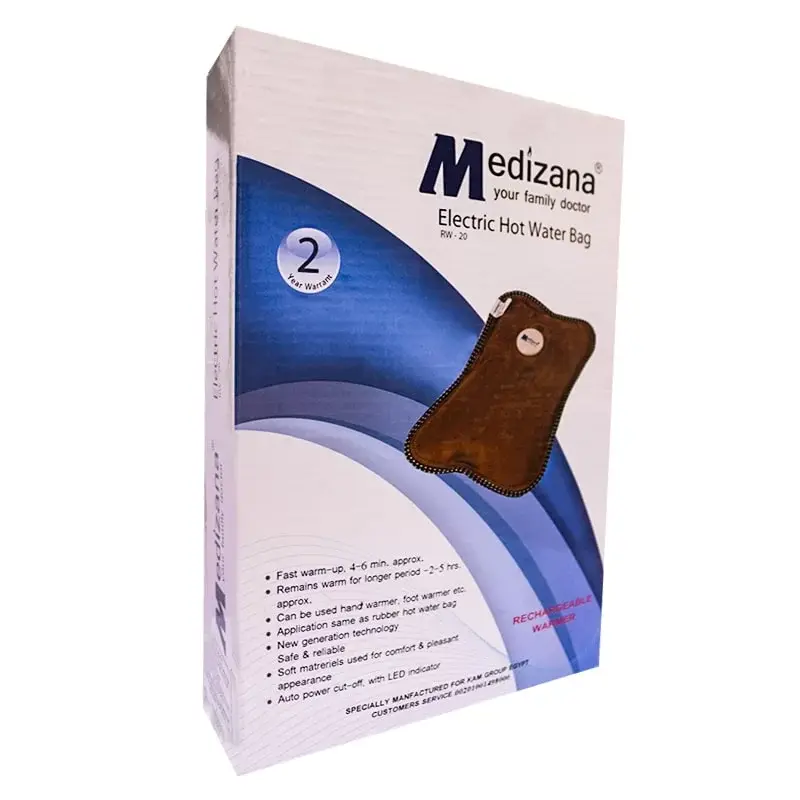 Medizana®
your family doctor
Electric Hot Water Bag
RW - 20
2
Year Warrant
• Fast warm-up, 4-6 min. approx.
• Remains warm for longer period -2-5 hrs.
approx.
• Can be used hand warmer, foot warmer etc.
• Application same as rubber hot water bag
• New generation technology
Safe & reliable
• Soft matreriels used for comfort & pleasant
appearance
• Auto power cut-off, with LED indicator
RECHARGEABLE
WARMER
SPECIALLY MANFACTURED FOR KAM GROUP EGYPT
CUSTOMERS SERVICE
Medizana®
Electric Hot Water Bag